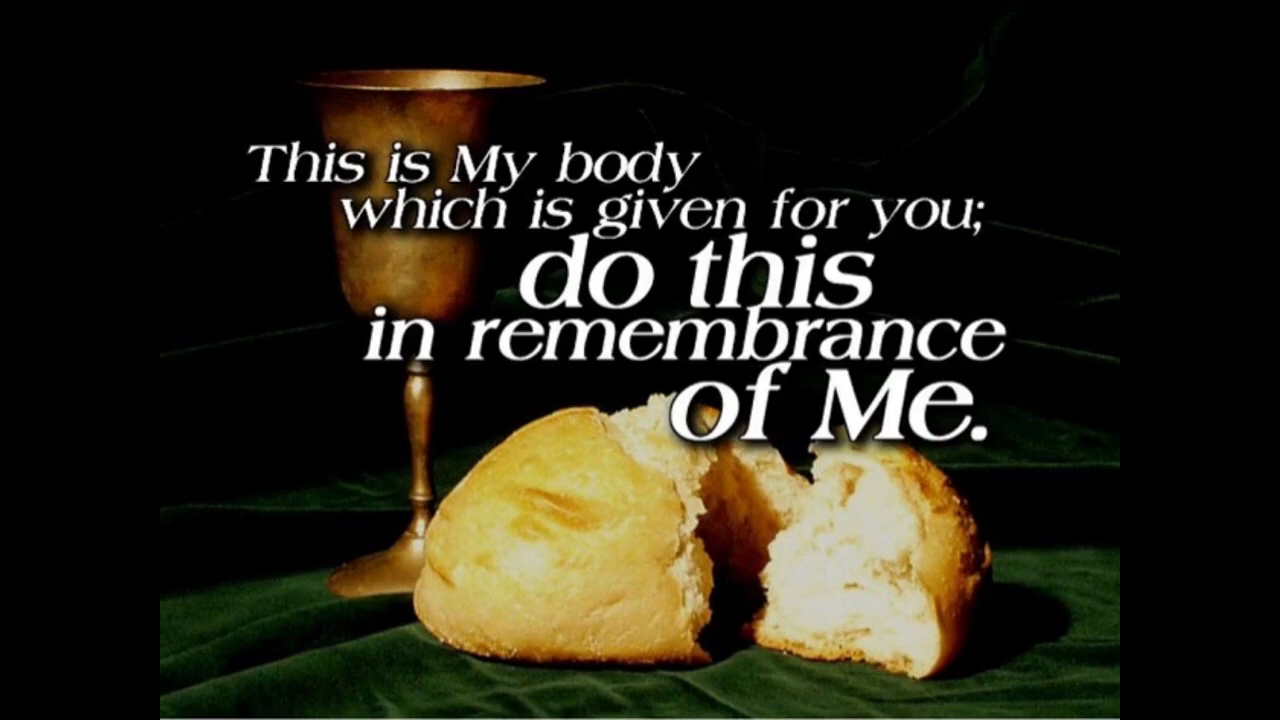 This is My body
which is given for you;
do this
in remembrance
of Me.